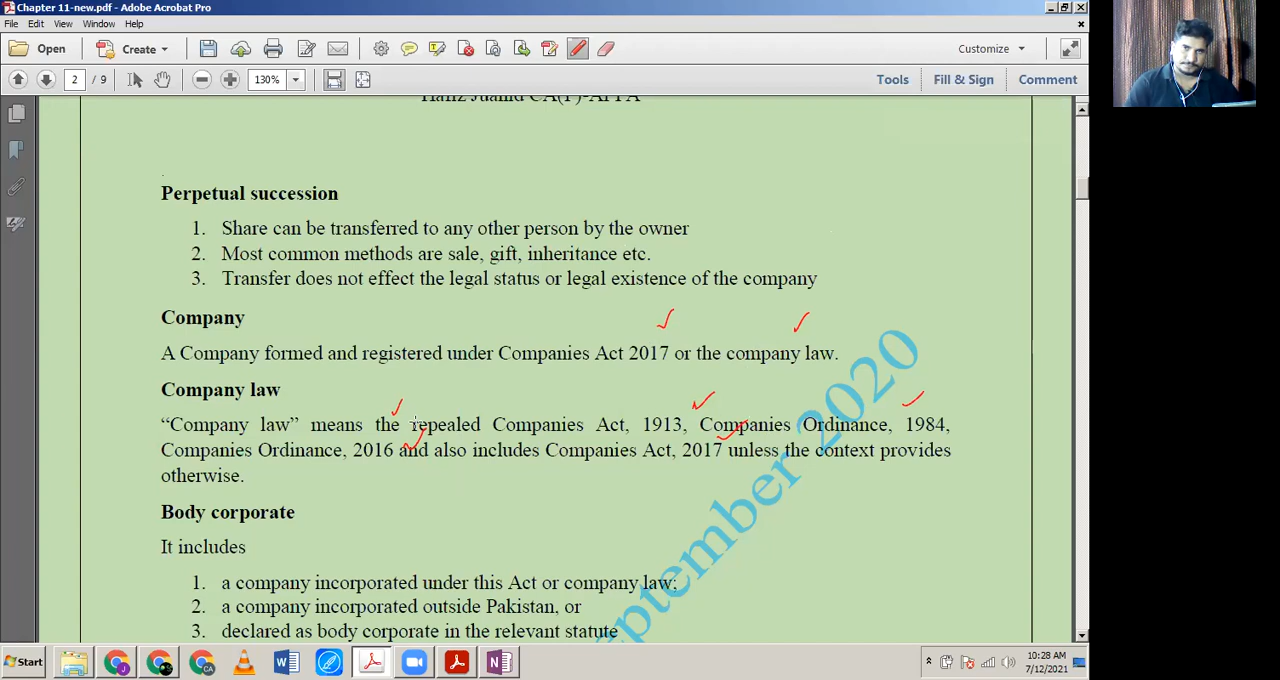 Chapter 11-new.pdf - Adobe Acrobat Pro
File Edit View Window Help
Open Create Customize
2 / 9 130% Tools Fill & Sign Comment
Hafiz Junaid CA(F)-APFA
Perpetual succession
1. Share can be transferred to any other person by the owner
2. Most common methods are sale, gift, inheritance etc.
3. Transfer does not effect the legal status or legal existence of the company
Company
A Company formed and registered under Companies Act 2017 or the company law.
Company law
“Company law” means the repealed Companies Act, 1913, Companies Ordinance, 1984,
Companies Ordinance, 2016 and also includes Companies Act, 2017 unless the context provides
otherwise.
Body corporate
It includes
1. a company incorporated under this Act or company law;
2. a company incorporated outside Pakistan, or
3. declared as body corporate in the relevant statute
ptember 2020
Start
10:28 AM
7/12/2021